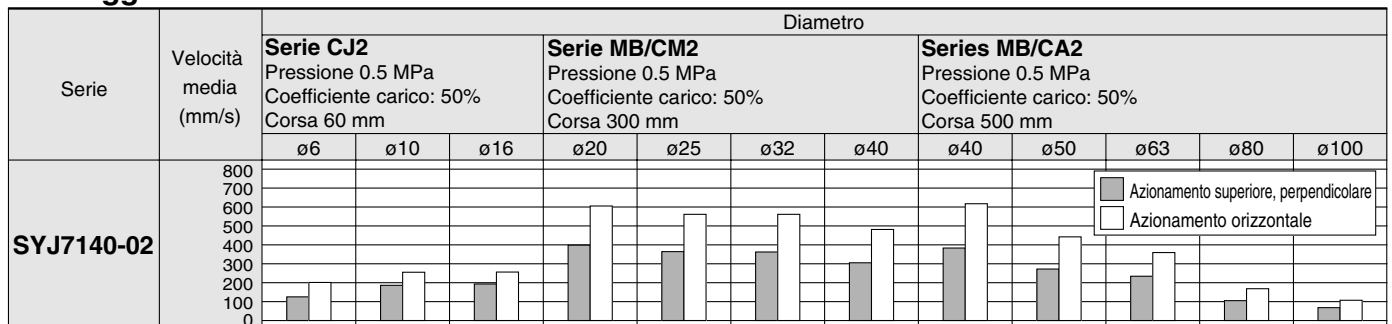 Diametro
Serie
Velocità
media
(mm/s)
Serie CJ2
Pressione 0.5 MPa
Coefficiente carico: 50%
Corsa 60 mm
Serie MB/CM2
Pressione 0.5 MPa
Coefficiente carico: 50%
Corsa 300 mm
Series MB/CA2
Pressione 0.5 MPa
Coefficiente carico: 50%
Corsa 500 mm
ø6 ø10 ø16 ø20 ø25 ø32 ø40 ø40 ø50 ø63 ø80 ø100
SYJ7140-02
800
700
600
500
400
300
200
100
0
Azionamento superiore, perpendicolare
Azionamento orizzontale